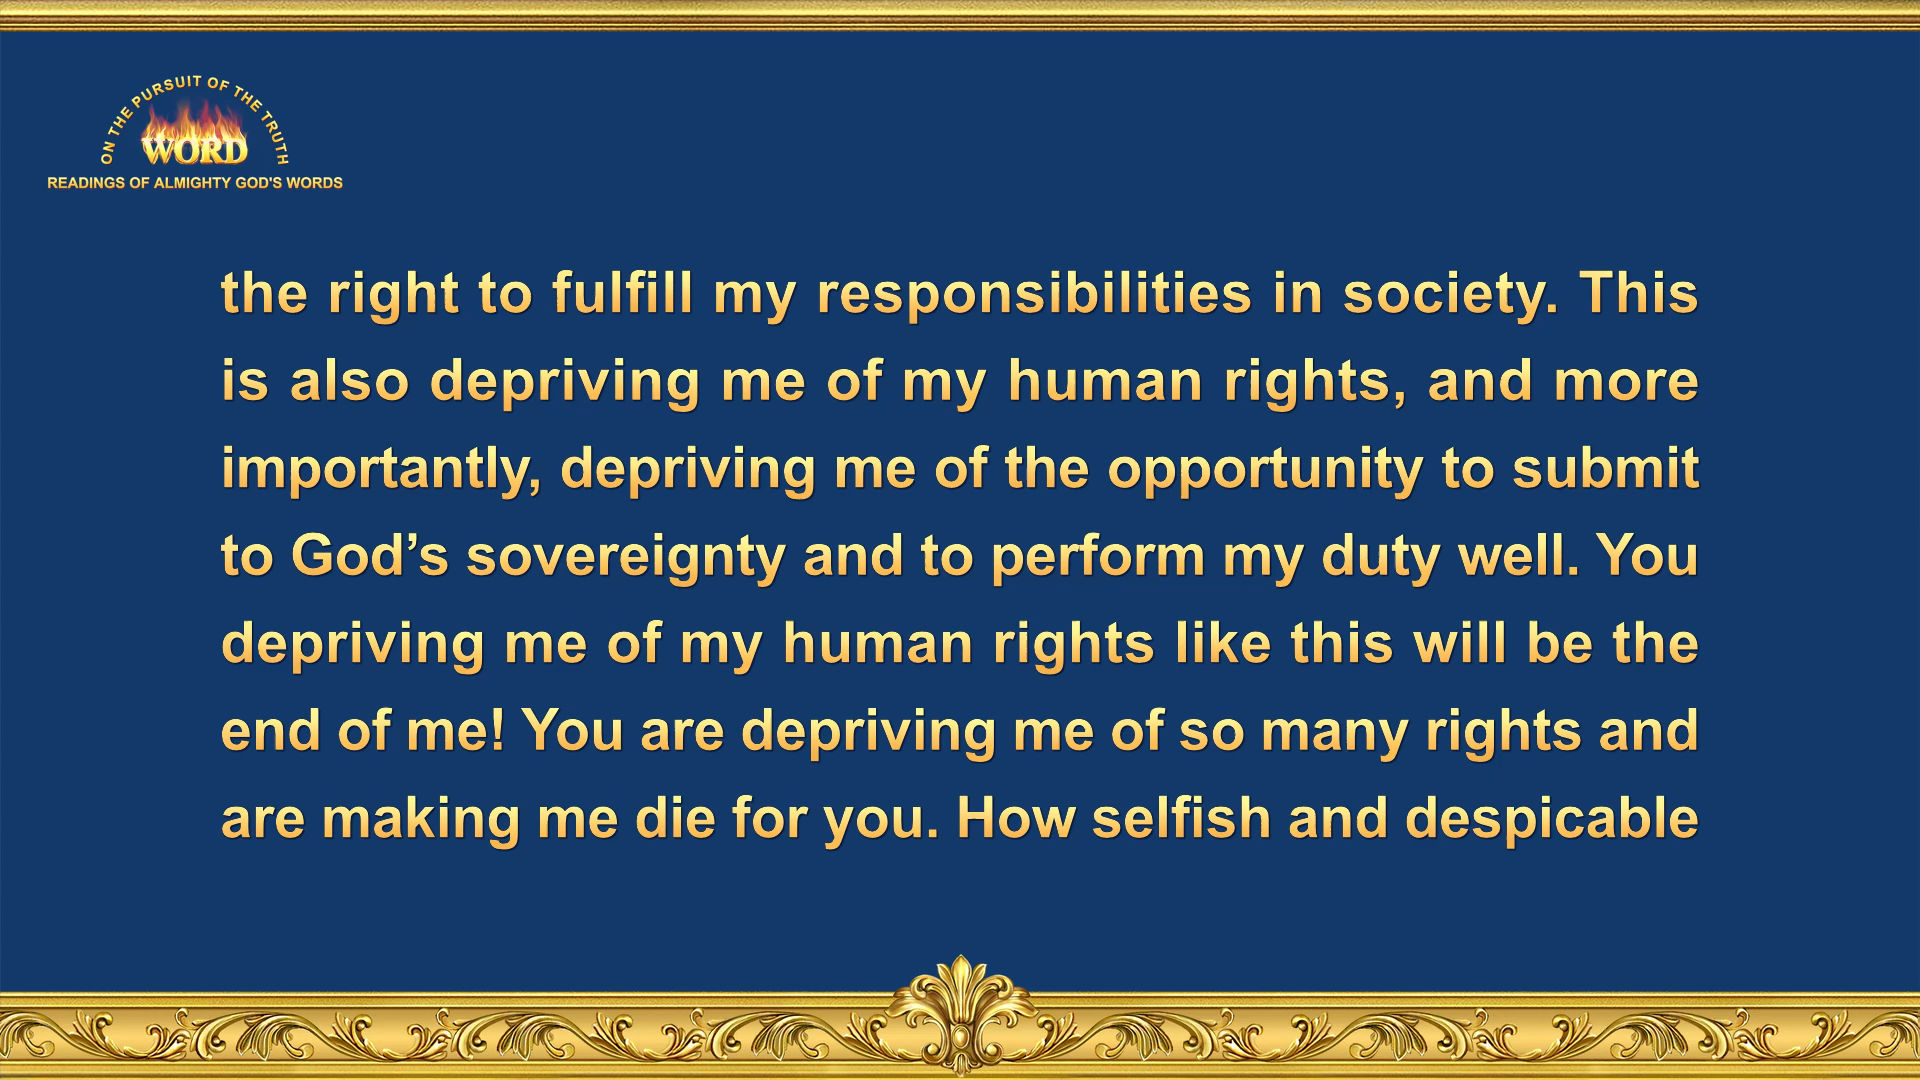 ON THE PURSUIT OF THE TRUTH
WORD
READINGS OF ALMIGHTY GOD'S WORDS
the right to fulfill my responsibilities in society. This
is also depriving me of my human rights, and more
importantly, depriving me of the opportunity to submit
to God’s sovereignty and to perform my duty well. You
depriving me of my human rights like this will be the
end of me! You are depriving me of so many rights and
are making me die for you. How selfish and despicable